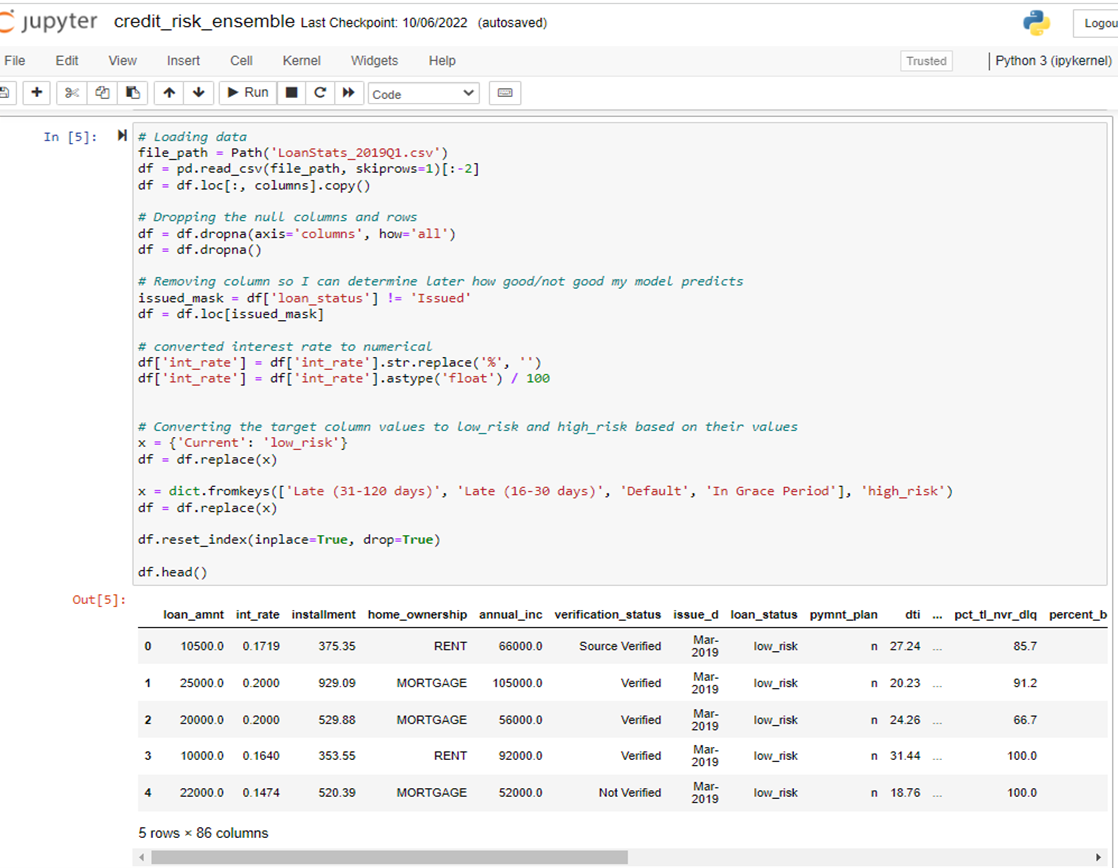 jupyter credit_risk_ensemble Last Checkpoint: 10/06/2022 (autosaved)
Logou
File Edit View Insert Cell Kernel Widgets Help
Trusted
Python 3 (ipykernel)
Run
Code
In [5]:
# Loading data
file_path = Path('LoanStats_2019Q1.csv')
df = pd.read_csv(file_path, skiprows=1)[:-2]
df = df.loc[:, columns].copy()
# Dropping the null columns and rows
df = df.dropna(axis='columns', how='all')
df = df.dropna()
# Removing column so I can determine later how good/not good my model predicts
issued_mask = df['loan_status'] != 'Issued'
df = df.loc[issued_mask]
# converted interest rate to numerical
df['int_rate'] = df['int_rate'].str.replace('%', '')
df['int_rate'] = df['int_rate'].astype('float') / 100
# Converting the target column values to low_risk and high_risk based on their values
x = {'Current': 'low_risk'}
df = df.replace(x)
x = dict.fromkeys(['Late (31-120 days)', 'Late (16-30 days)', 'Default', 'In Grace Period'], 'high_risk')
df = df.replace(x)
df.reset_index(inplace=True, drop=True)
df.head()
Out[5]:
loan_amnt int_rate installment home_ownership annual_inc verification_status issue_d loan_status pymnt_plan dti ... pct_tl_nvr_dlq percent_b
0 10500.0 0.1719 375.35 RENT 66000.0 Source Verified Mar-2019 low_risk n 27.24 ... 85.7
1 25000.0 0.2000 929.09 MORTGAGE 105000.0 Verified Mar-2019 low_risk n 20.23 ... 91.2
2 20000.0 0.2000 529.88 MORTGAGE 56000.0 Verified Mar-2019 low_risk n 24.26 ... 66.7
3 10000.0 0.1640 353.55 RENT 92000.0 Verified Mar-2019 low_risk n 31.44 ... 100.0
4 22000.0 0.1474 520.39 MORTGAGE 52000.0 Not Verified Mar-2019 low_risk n 18.76 ... 100.0
5 rows × 86 columns